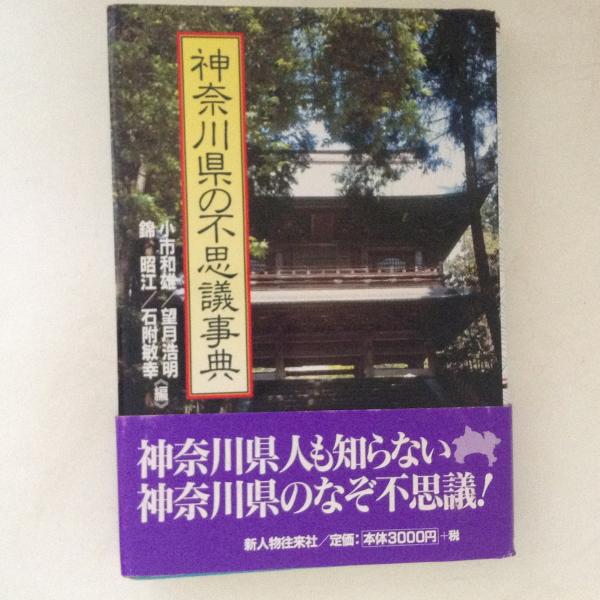 神奈川県の不思議事典
小市和雄／望月浩明
錦　昭江／石附敏幸《編》
神奈川県人も知らない
神奈川県のなぞ不思議!
新人物往来社／定価:本体3000円+税